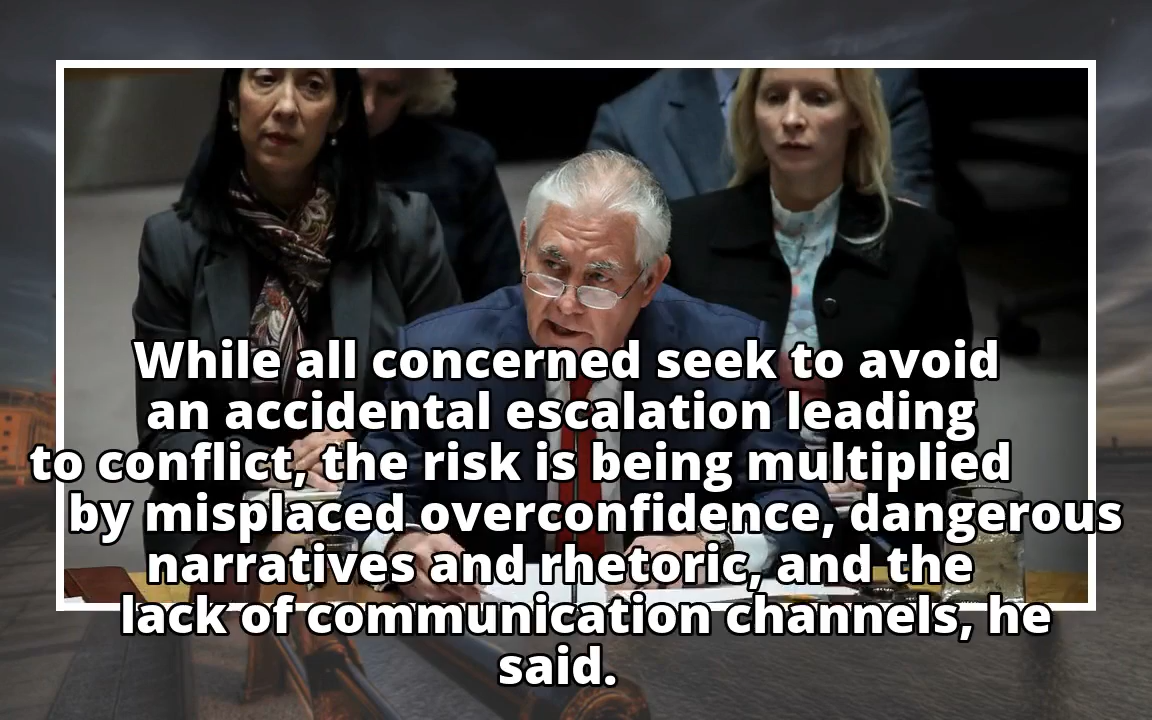 While all concerned seek to avoid
an accidental escalation leading
to conflict, the risk is being multiplied
by misplaced overconfidence, dangerous
narratives and rhetoric, and the
lack of communication channels, he
said.